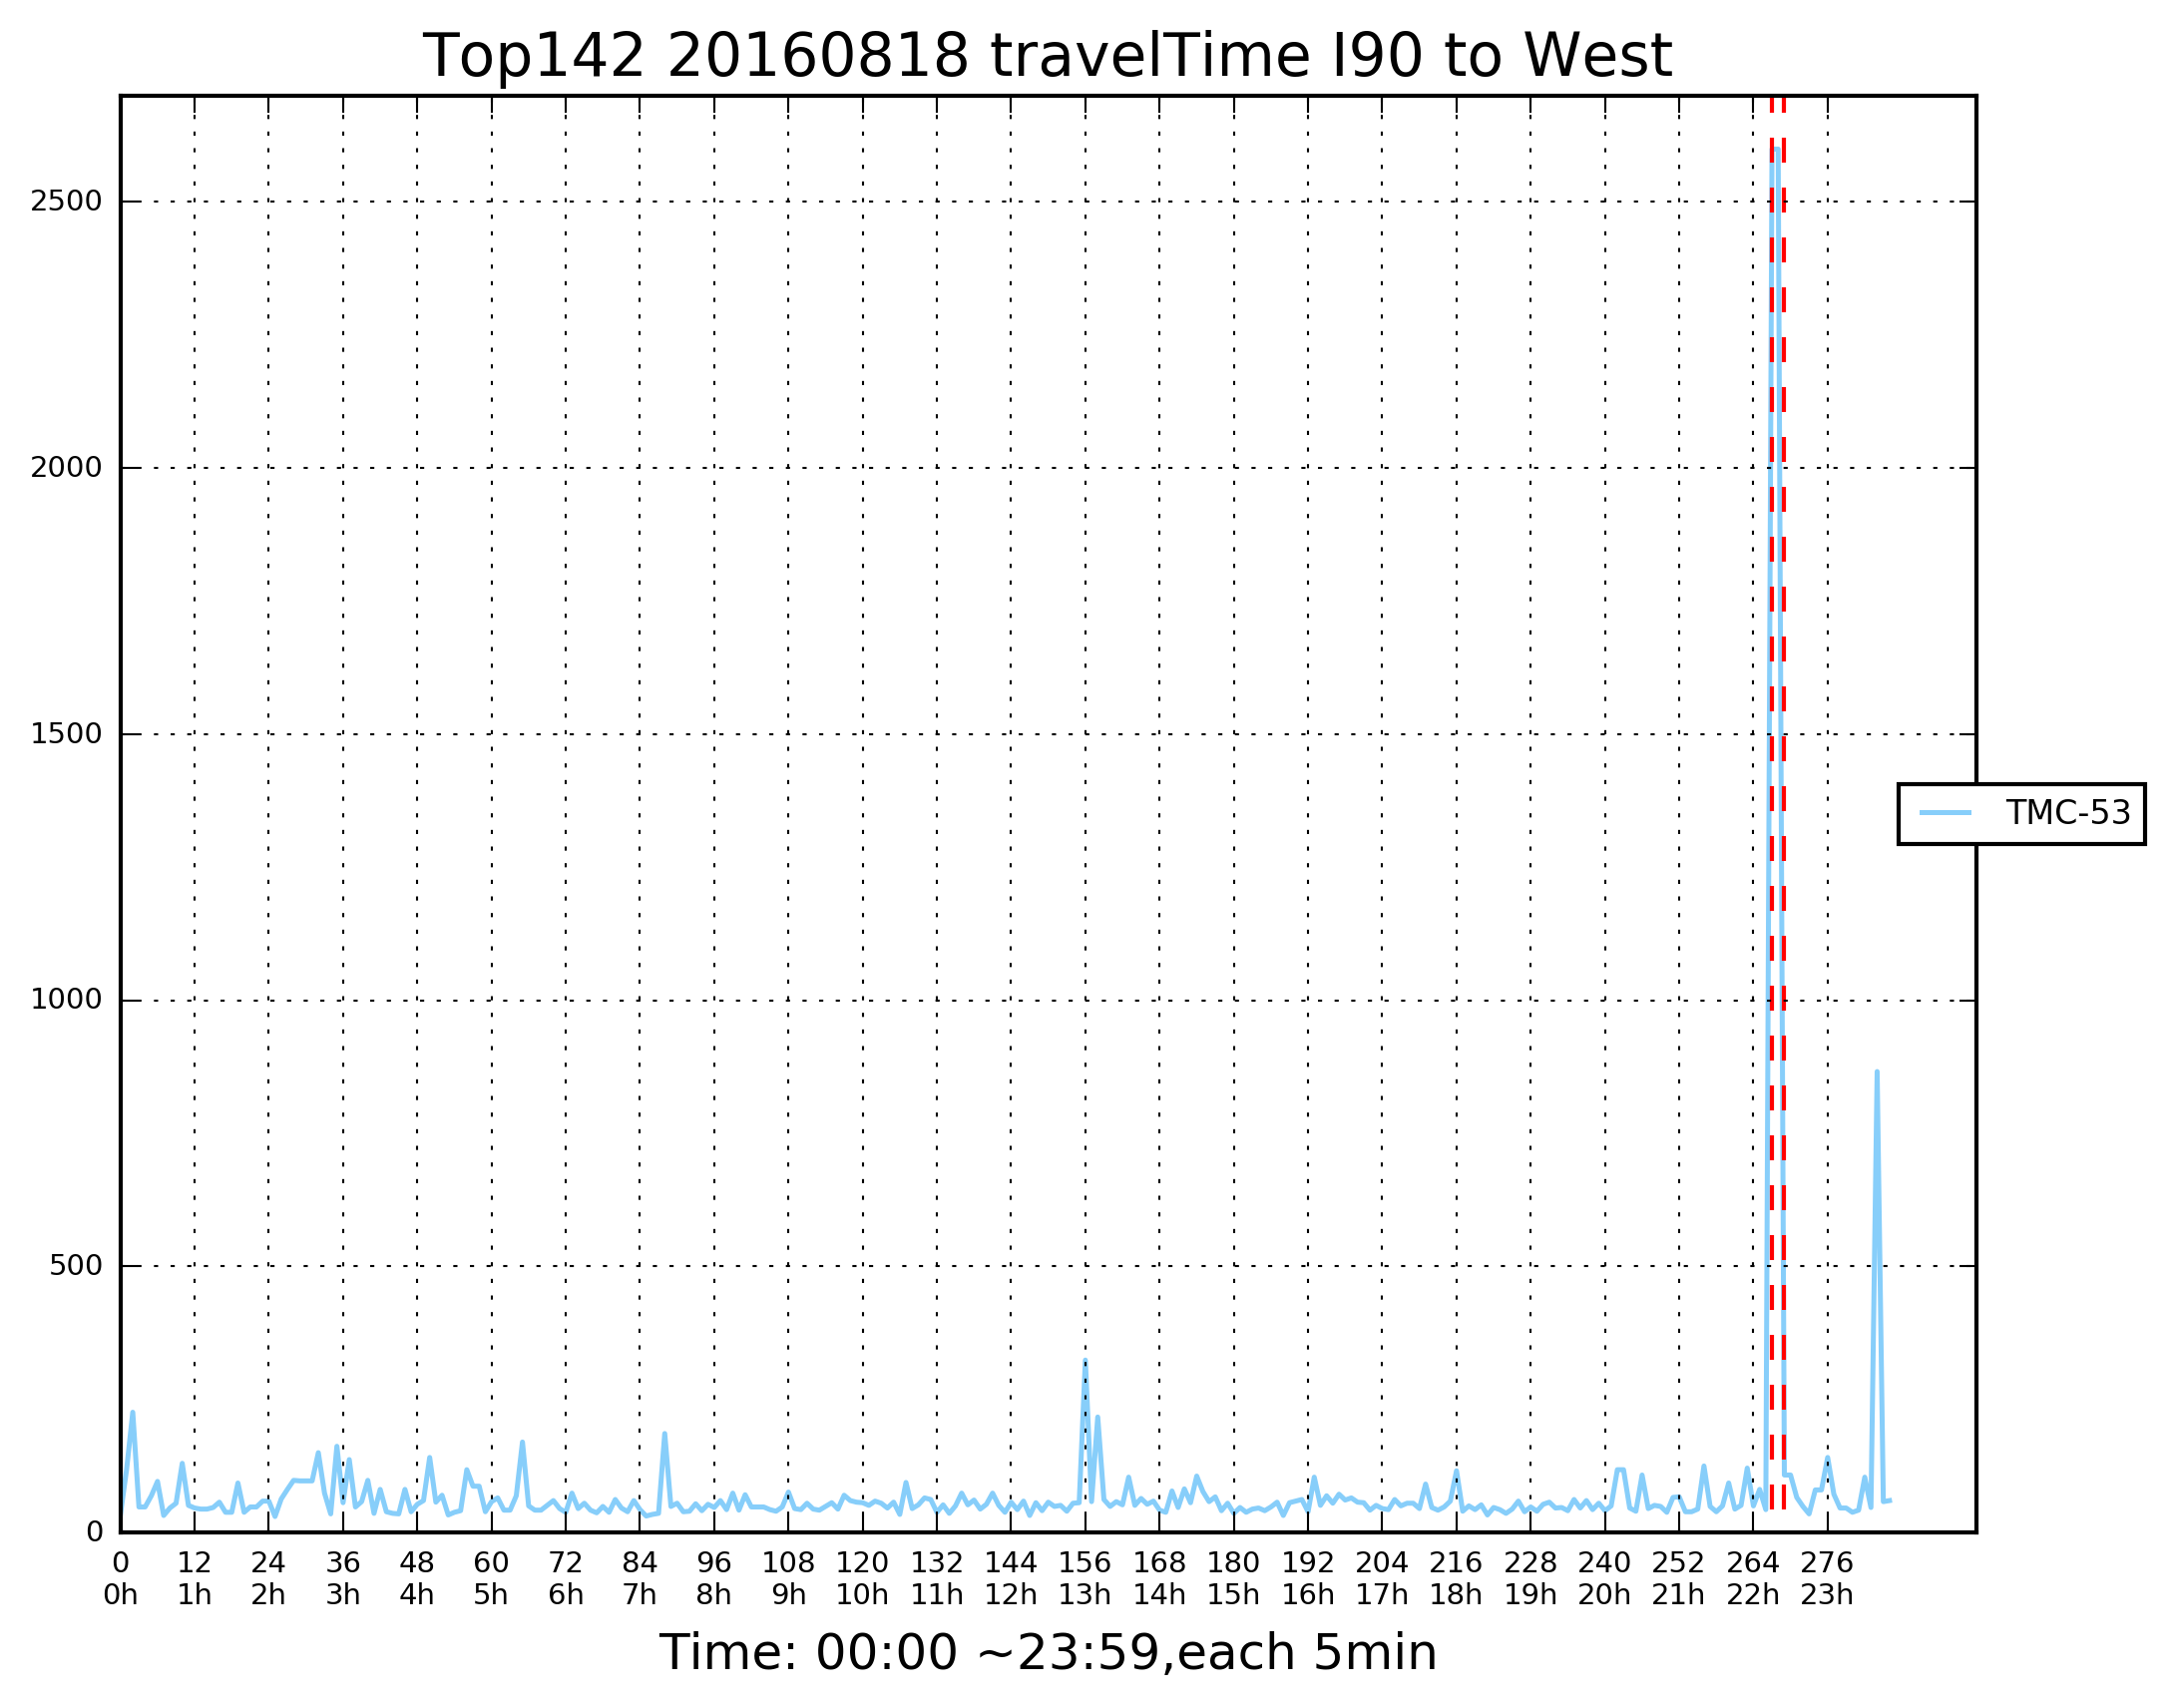 Top142 20160818 travelTime I90 to West
2500
2000
1500
1000
500
0
TMC-53
0 12 24 36 48 60 72 84 96 108 120 132 144 156 168 180 192 204 216 228 240 252 264 276
0h 1h 2h 3h 4h 5h 6h 7h 8h 9h 10h 11h 12h 13h 14h 15h 16h 17h 18h 19h 20h 21h 22h 23h
Time: 00:00 ~23:59,each 5min